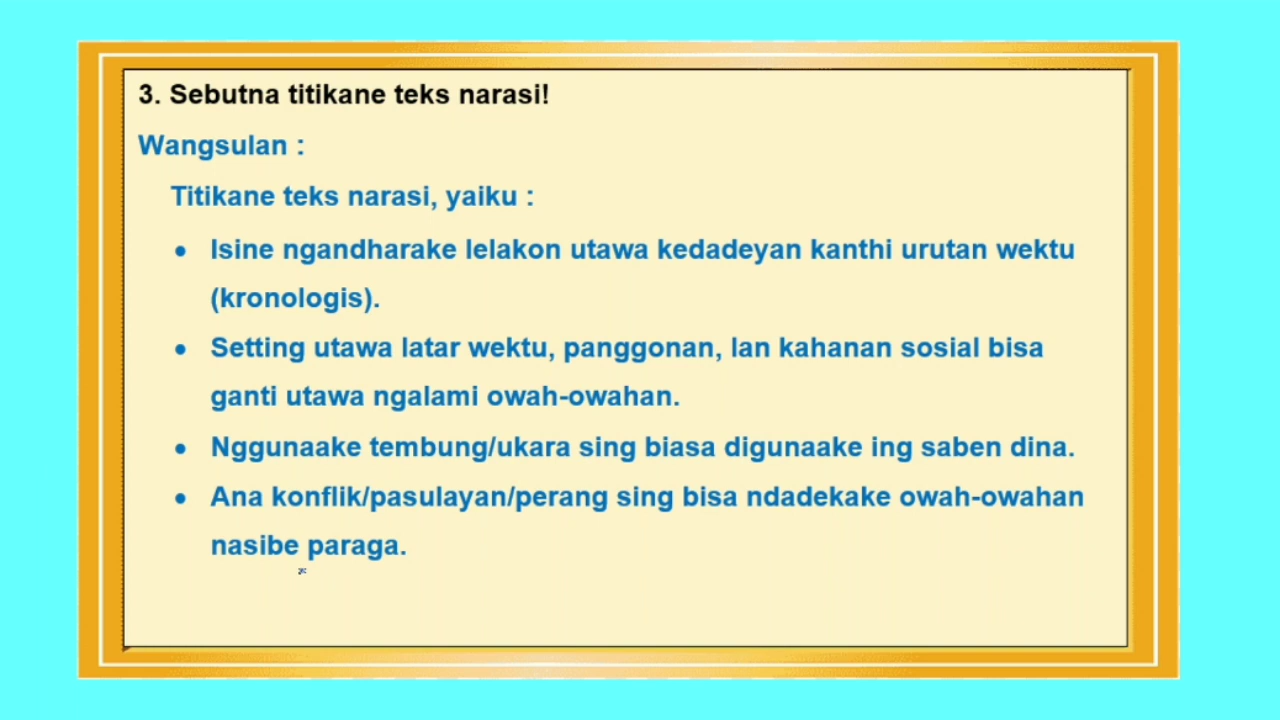 3. Sebutna titikane teks narasi!
Wangsulan :
Titikane teks narasi, yaiku :
• Isine ngandharake lelakon utawa kedadeyan kanthi urutan wektu
(kronologis).
• Setting utawa latar wektu, panggonan, lan kahanan sosial bisa
ganti utawa ngalami owah-owahan.
• Nggunaake tembung/ukara sing biasa digunaake ing saben dina.
• Ana konflik/pasulayan/perang sing bisa ndadekake owah-owahan
nasibe paraga.